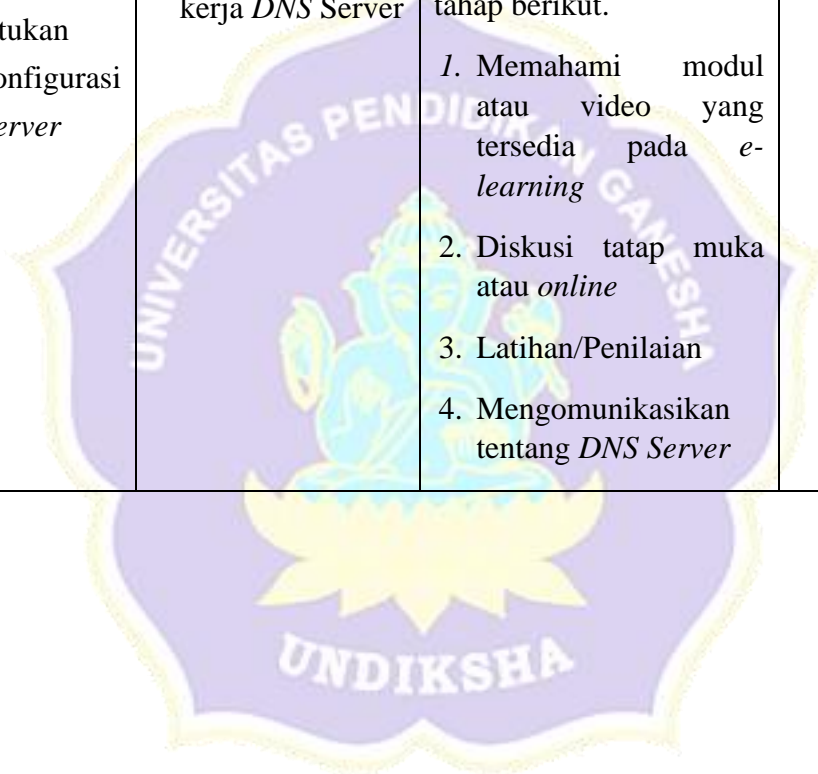 tukan
onfigurasi
erver
kerja DNS Server
tahap berikut.
1. Memahami modul
atau video yang
tersedia pada e-
learning
2. Diskusi tatap muka
atau online
3. Latihan/Penilaian
4. Mengomunikasikan
tentang DNS Server
UNIVERSITAS PENDIDIKAN GANESHA
UNDIKSHA